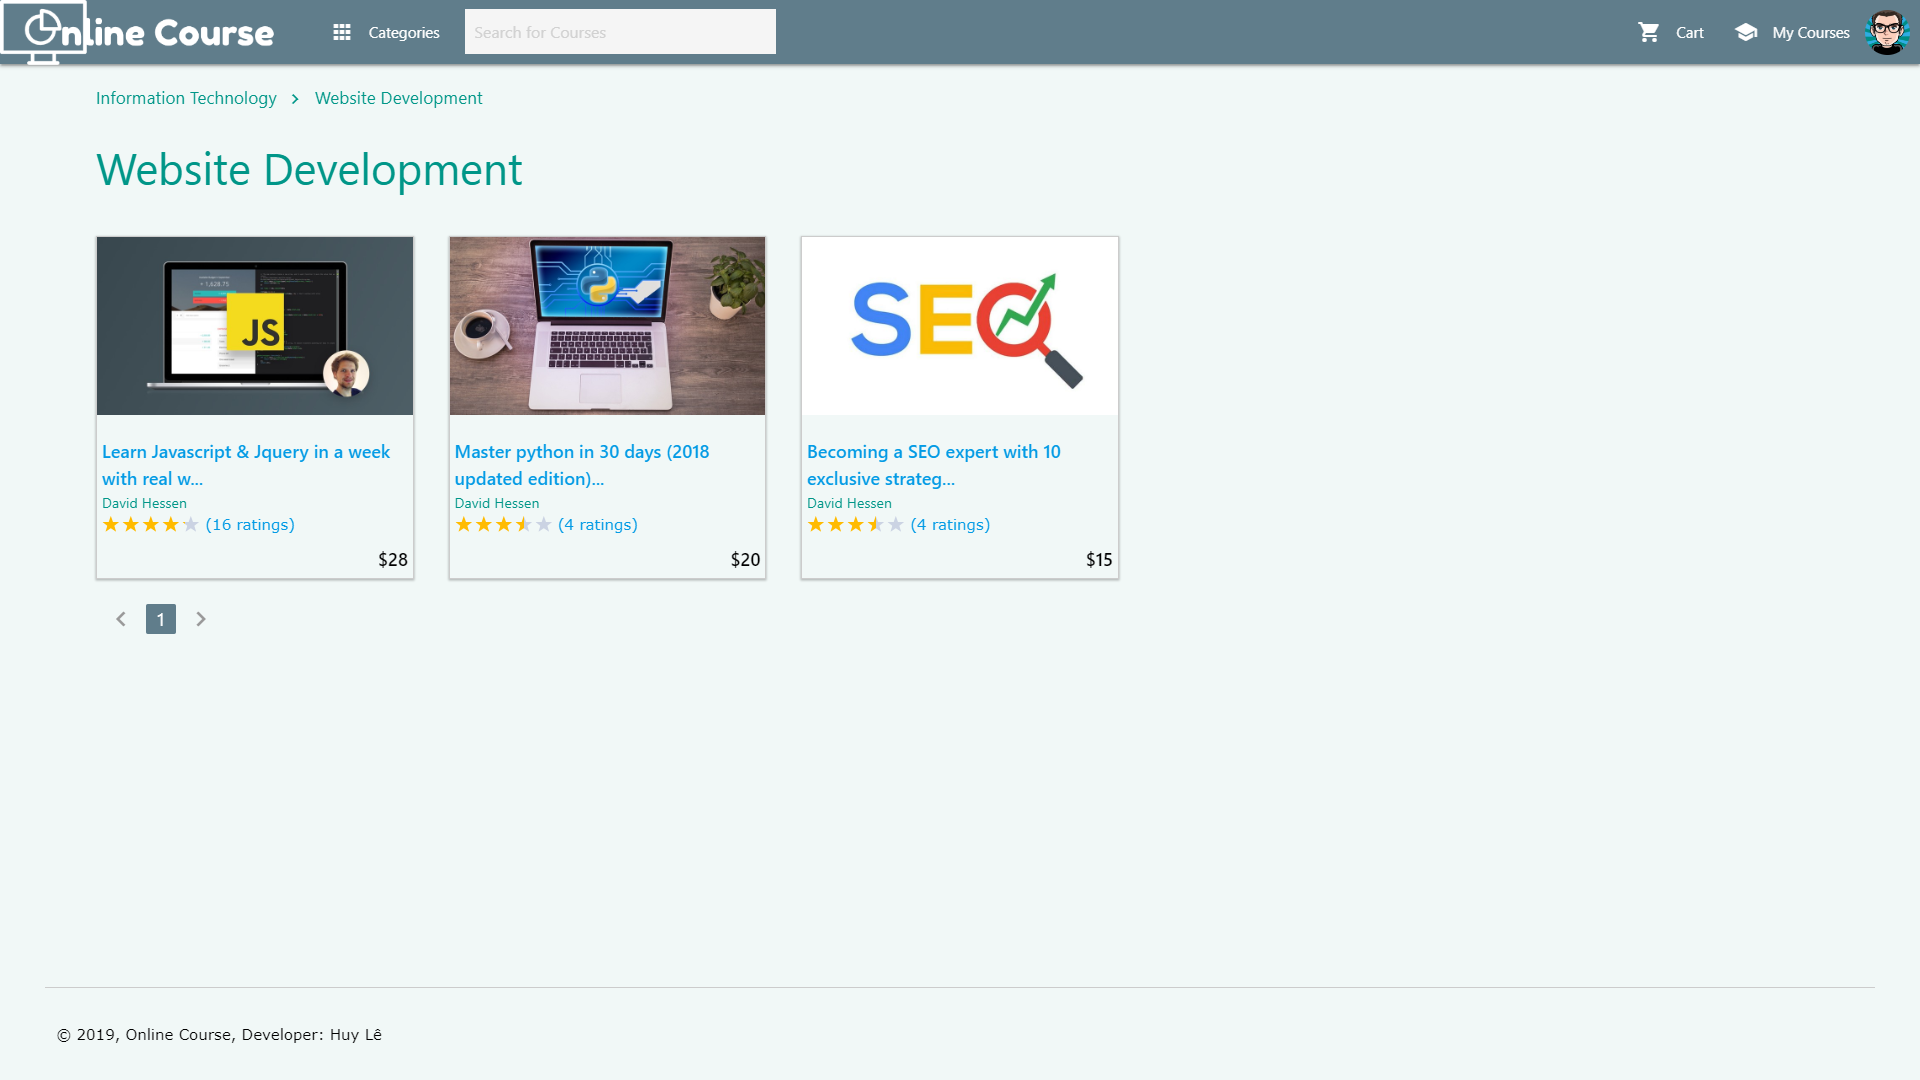 Online Course
Categories
Search for Courses
Cart
My Courses
Information Technology
Website Development
Website Development
+ 1,628.75
JS
SEO
Learn Javascript & Jquery in a week
with real w...
David Hessen
(16 ratings)
$28
Master python in 30 days (2018
updated edition)...
David Hessen
(4 ratings)
$20
Becoming a SEO expert with 10
exclusive strateg...
David Hessen
(4 ratings)
$15
1
© 2019, Online Course, Developer: Huy Lê